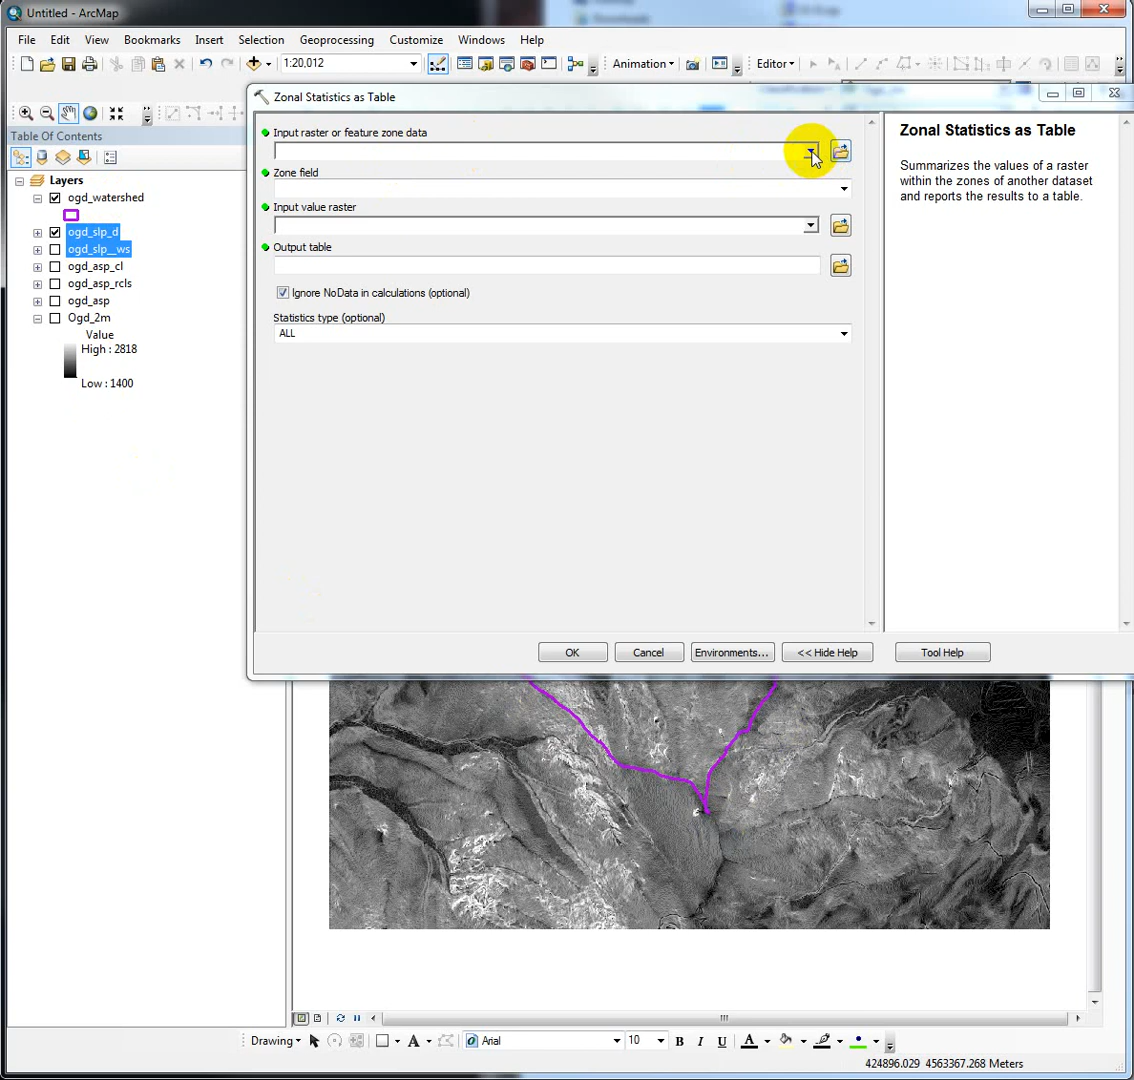 Untitled - ArcMap
File Edit View Bookmarks Insert Selection Geoprocessing Customize Windows Help
1:20,012
Animation
Editor
Table Of Contents
Layers
ogd_watershed
ogd_slp_d
ogd_slp__ws
ogd_asp_cl
ogd_asp_rcls
ogd_asp
Ogd_2m
Value
High : 2818
Low : 1400
Zonal Statistics as Table
Input raster or feature zone data
Zone field
Input value raster
Output table
Ignore NoData in calculations (optional)
Statistics type (optional)
ALL
OK
Cancel
Environments...
<< Hide Help
Tool Help
Zonal Statistics as Table
Summarizes the values of a raster
within the zones of another dataset
and reports the results to a table.
Drawing
A
Arial
10
B
I
U
A
424896.029 4563367.268 Meters